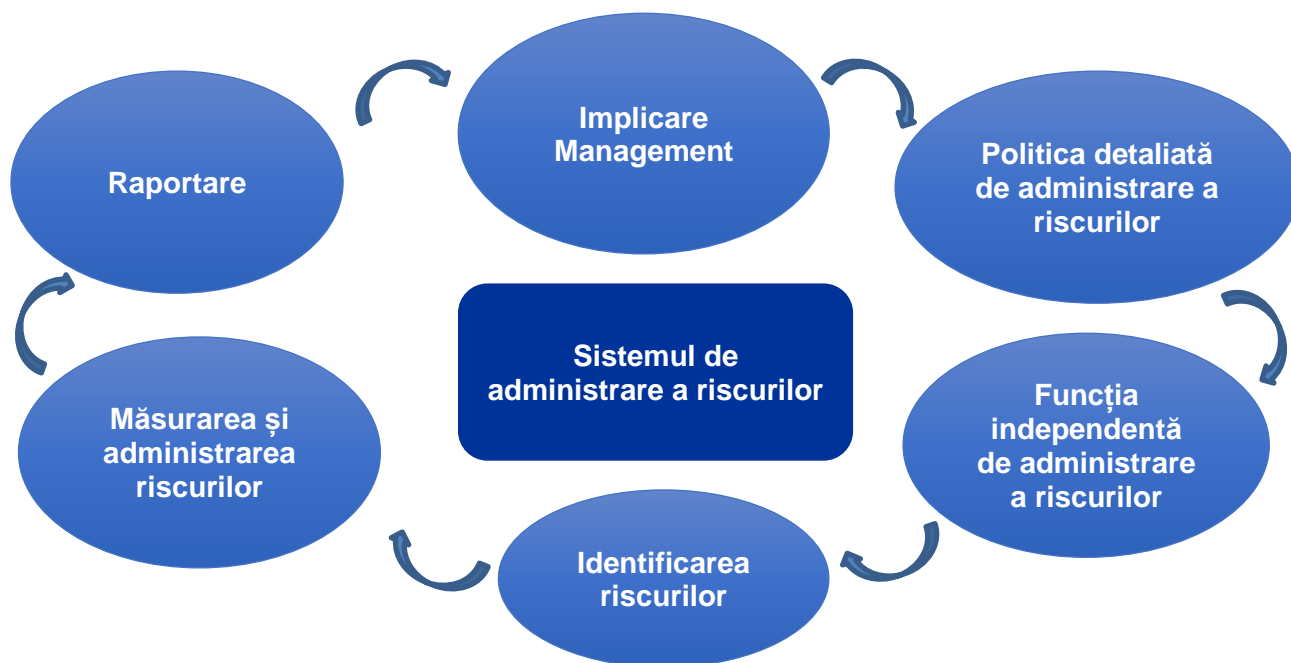 Implicare
Management
Politica detaliată
de administrare a
riscurilor
Funcția
independentă
de administrare
a riscurilor
Identificarea
riscurilor
Măsurarea și
administrarea
riscurilor
Raportare
Sistemul de
administrare a riscurilor